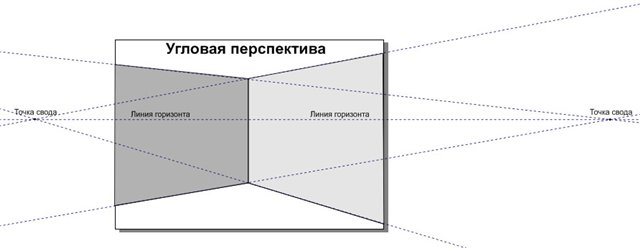 Угловая перспектива
Точка свода
Линия горизонта
Линия горизонта
Точка свода